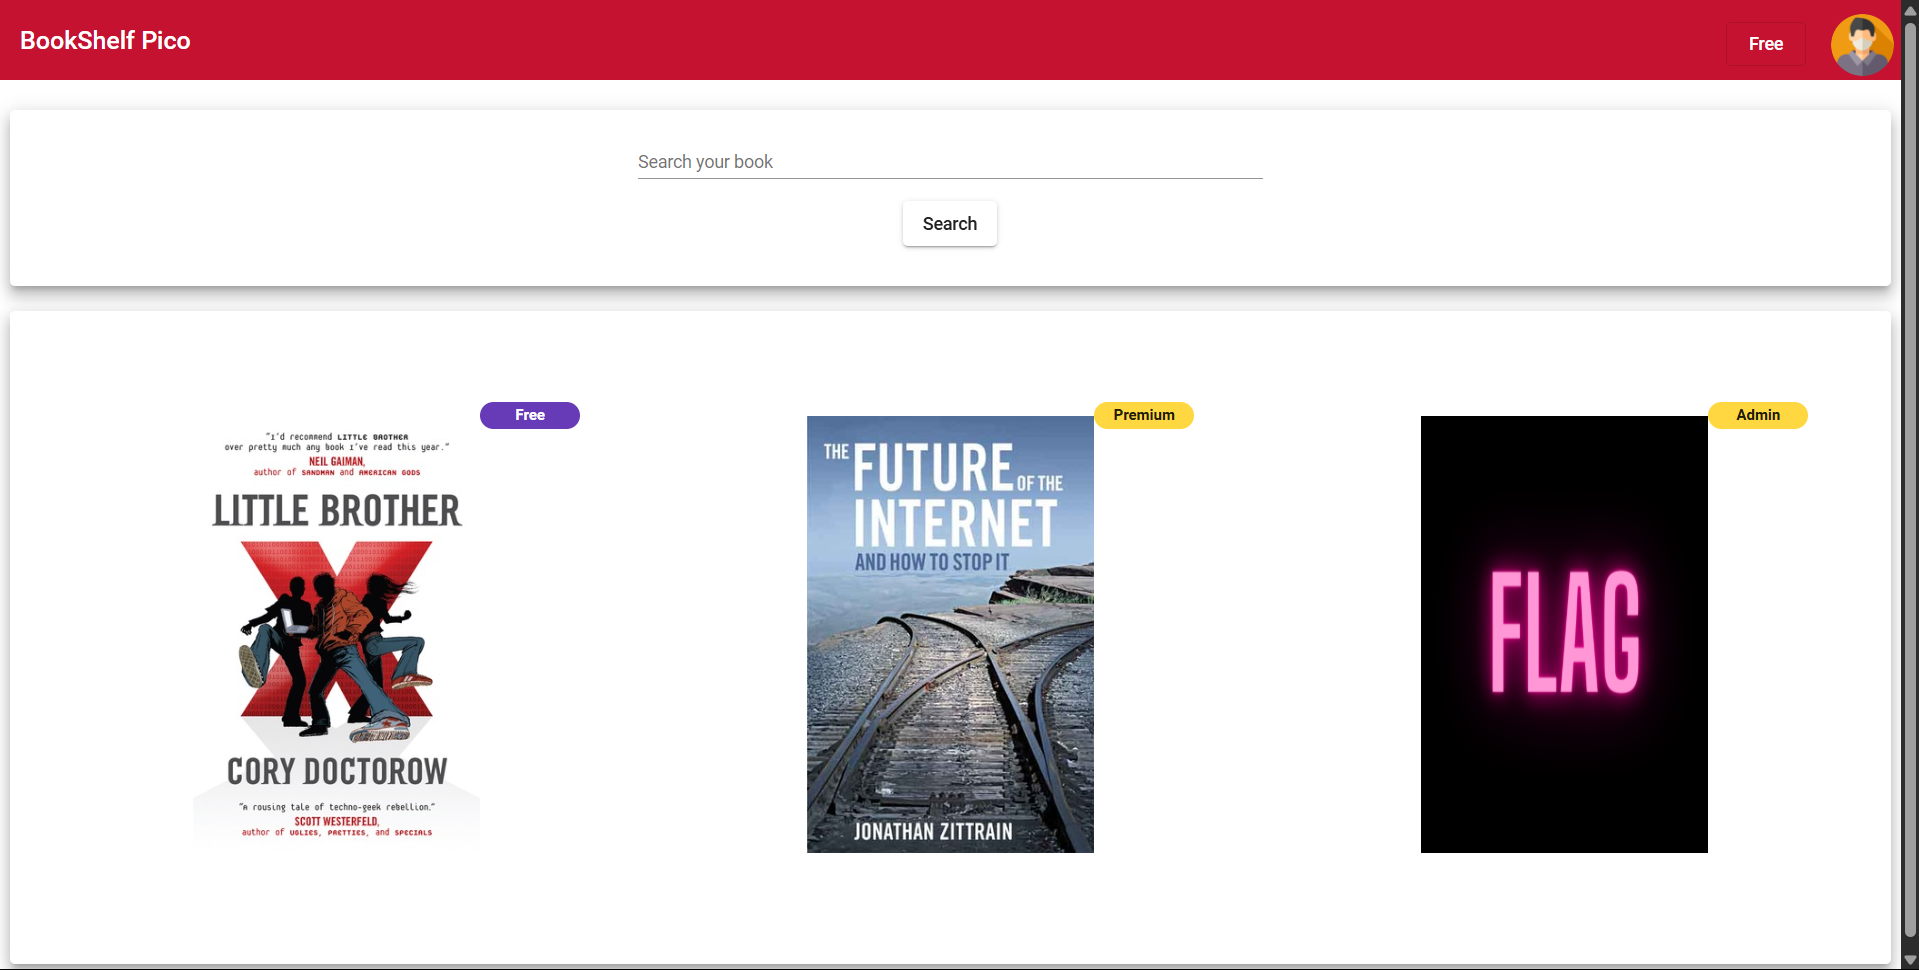 BookShelf Pico
Free
Search your book
Search
Free
"I'd recommend LITTLE BROTHER
over pretty much any book I've read this year."
NEIL GAIMAN,
author of SANDMAN and AMERICAN GODS
LITTLE BROTHER
X
CORY DOCTOROW
"A rousing tale of techno-geek rebellion."
SCOTT WESTERFELD,
author of UGLIES, PRETTIES, and SPECIALS
Premium
THE FUTURE OF THE
INTERNET
AND HOW TO STOP IT
JONATHAN ZITTRAIN
Admin
FLAG